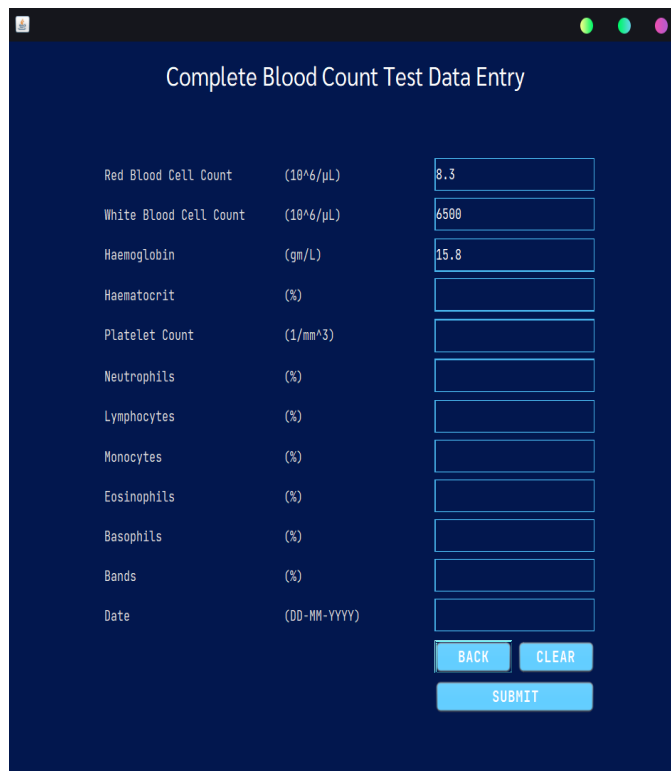 Complete Blood Count Test Data Entry
Red Blood Cell Count (10^6/µL) 8.3
White Blood Cell Count (10^6/µL) 6500
Haemoglobin (gm/L) 15.8
Haematocrit (%)
Platelet Count (1/mm^3)
Neutrophils (%)
Lymphocytes (%)
Monocytes (%)
Eosinophils (%)
Basophils (%)
Bands (%)
Date (DD-MM-YYYY)
BACK CLEAR
SUBMIT